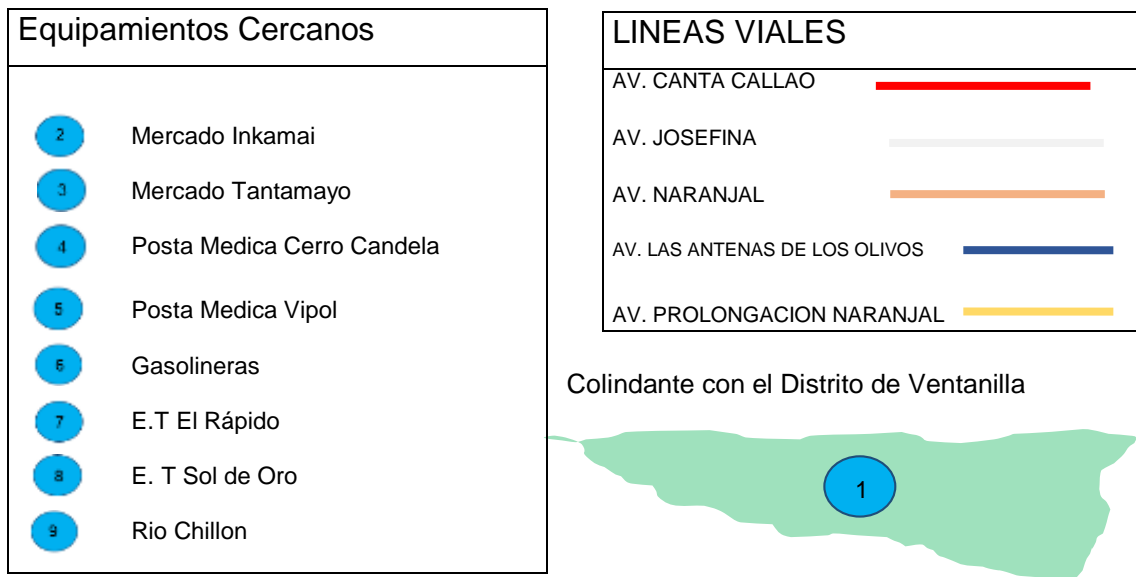 Equipamientos Cercanos
2 Mercado Inkamai
3 Mercado Tantamayo
4 Posta Medica Cerro Candela
5 Posta Medica Vipol
6 Gasolineras
7 E.T El Rápido
8 E. T Sol de Oro
9 Rio Chillon
LINEAS VIALES
AV. CANTA CALLAO
AV. JOSEFINA
AV. NARANJAL
AV. LAS ANTENAS DE LOS OLIVOS
AV. PROLONGACION NARANJAL
Colindante con el Distrito de Ventanilla
1